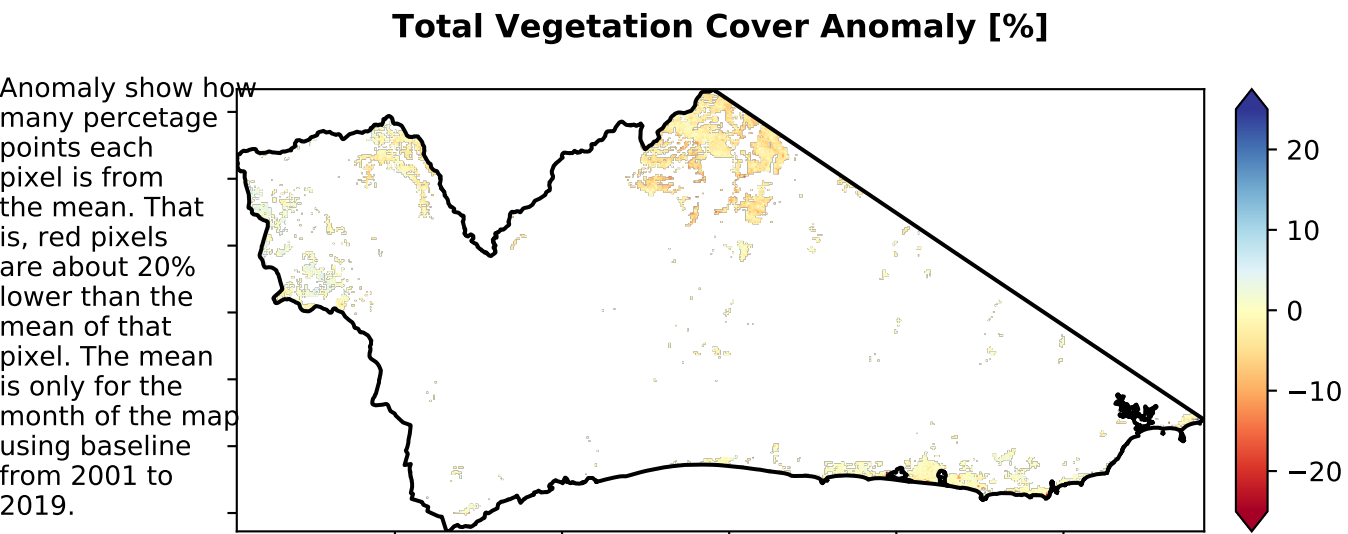 Total Vegetation Cover Anomaly [%]
Anomaly show how
many percetage
points each
pixel is from
the mean. That
is, red pixels
are about 20%
lower than the
mean of that
pixel. The mean
is only for the
month of the map
using baseline
from 2001 to
2019.
20
10
0
−10
−20